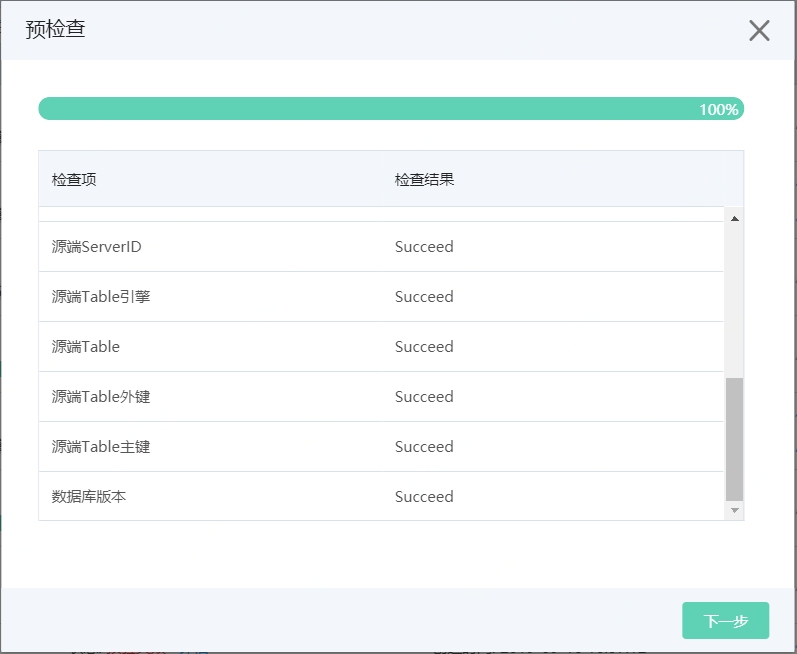 预检查
100%
检查项 检查结果
源端ServerID Succeed
源端Table引擎 Succeed
源端Table Succeed
源端Table外键 Succeed
源端Table主键 Succeed
数据库版本 Succeed
下一步